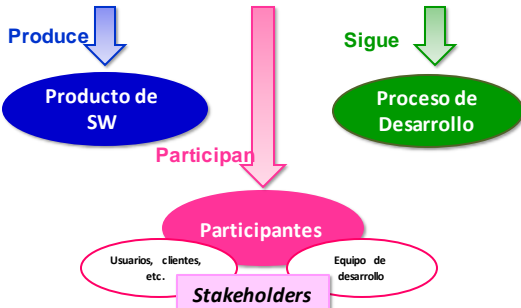 Produce
Sigue
Producto de
SW
Proceso de
Desarrollo
Participan
Participantes
Usuarios, clientes,
etc.
Equipo de
desarrollo
Stakeholders